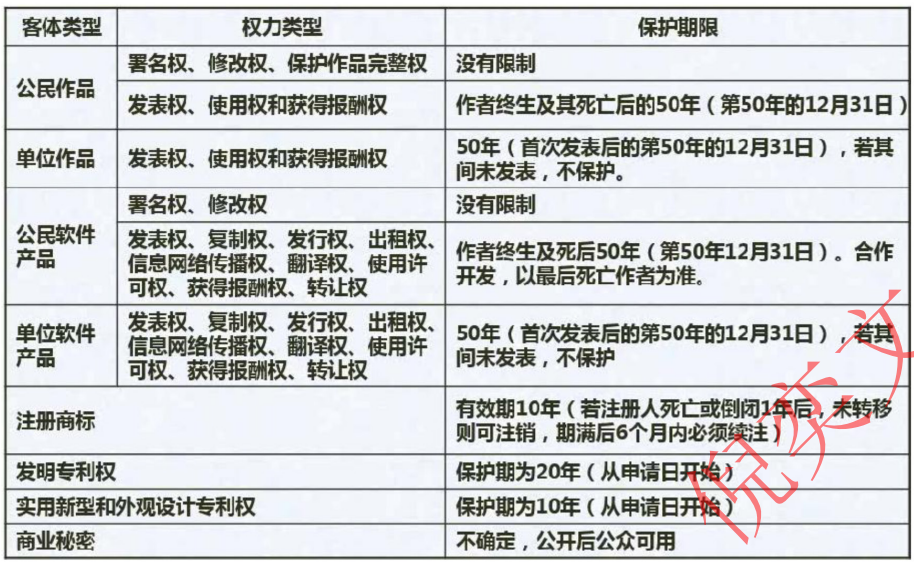 客体类型 权力类型 保护期限
公民作品
署名权、修改权、保护作品完整权 没有限制
发表权、使用权和获得报酬权 作者终生及其死亡后的50年（第50年的12月31日）
单位作品 发表权、使用权和获得报酬权
50年（首次发表后的第50年的12月31日），若其
间未发表，不保护。
公民软件
产品
署名权、修改权 没有限制
发表权、复制权、发行权、出租权、
信息网络传播权、翻译权、使用许
可权、获得报酬权、转让权
作者终生及死后50年（第50年12月31日）。合作
开发，以最后死亡作者为准。
单位软件
产品
发表权、复制权、发行权、出租权、
信息网络传播权、翻译权、使用许
可权、获得报酬权、转让权
50年（首次发表后的第50年的12月31日），若其
间未发表，不保护
注册商标
有效期10年（若注册人死亡或倒闭1年后，未转移
则可注销，期满后6个月内必须续注）
发明专利权 保护期为20年（从申请日开始）
实用新型和外观设计专利权 保护期为10年（从申请日开始）
商业秘密 不确定，公开后公众可用
倪奕文